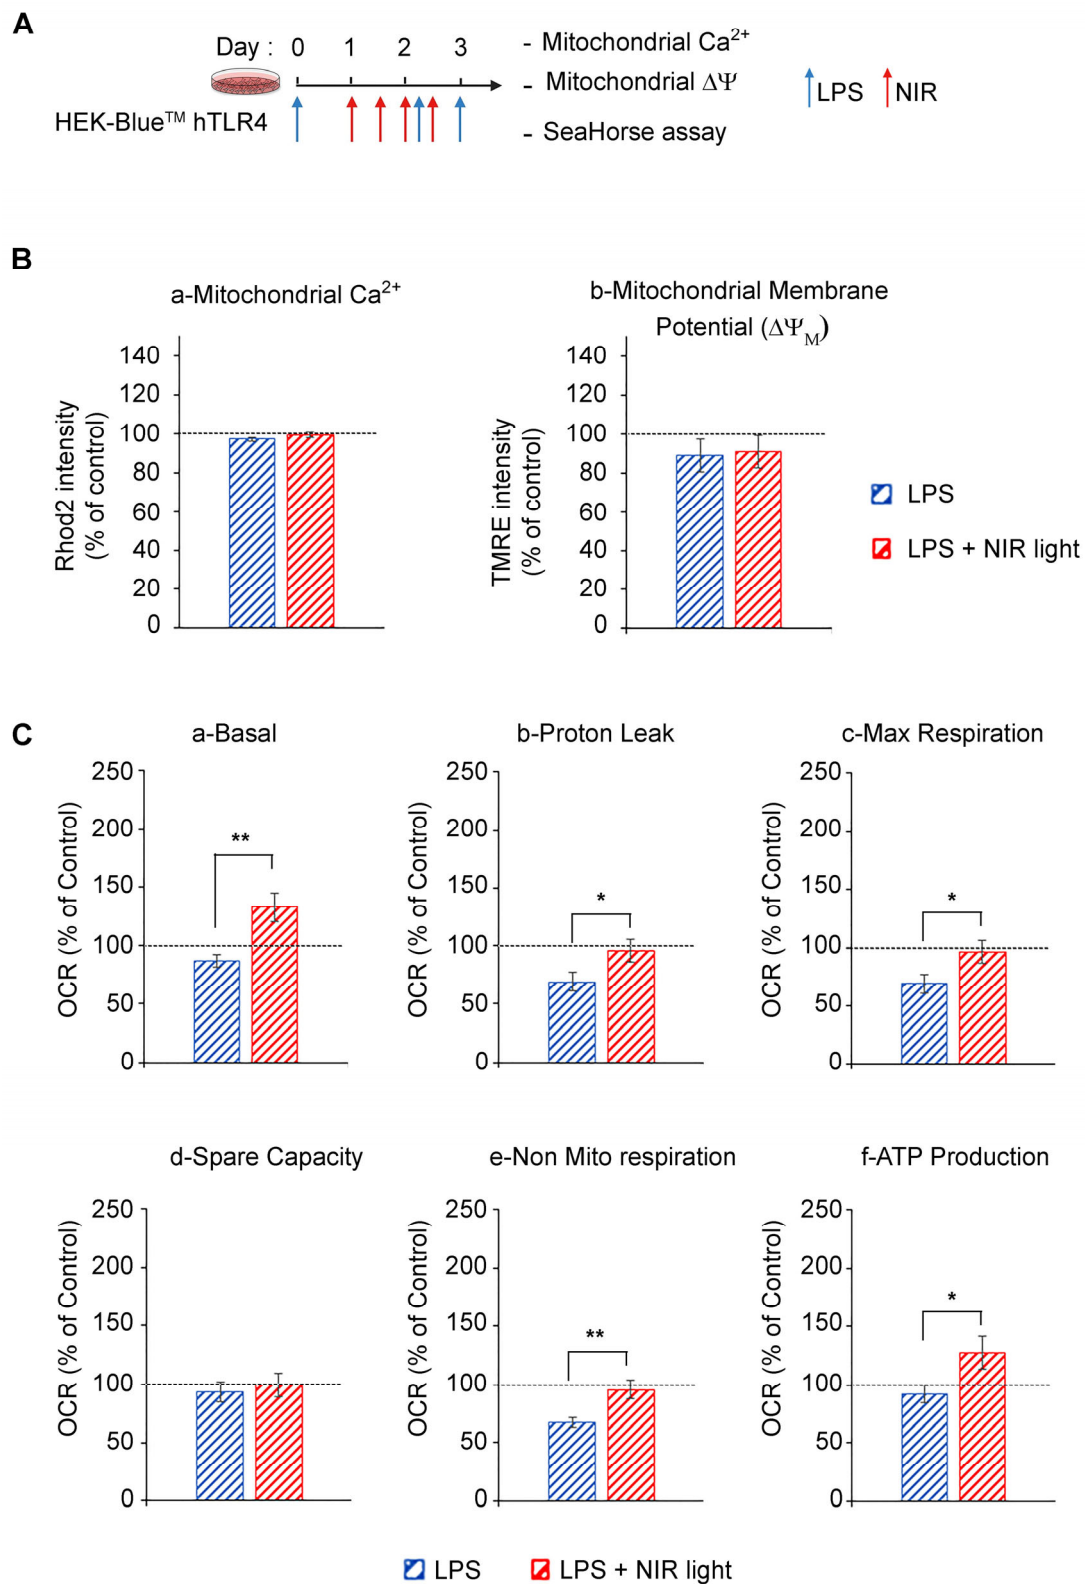 A
Day : 0 1 2 3
HEK-Blue™ hTLR4
- Mitochondrial Ca²⁺
- Mitochondrial ΔΨ
- SeaHorse assay
LPS NIR
B
a-Mitochondrial Ca²⁺
Rhod2 intensity
(% of control)
140
120
100
80
60
40
20
0
b-Mitochondrial Membrane
Potential (ΔΨ_M)
TMRE intensity
(% of control)
140
120
100
80
60
40
20
0
LPS
LPS + NIR light
C
a-Basal
OCR (% of Control)
250
200
150
100
50
0
**
b-Proton Leak
OCR (% of Control)
250
200
150
100
50
0
*
c-Max Respiration
OCR (% of Control)
250
200
150
100
50
0
*
d-Spare Capacity
OCR (% of Control)
250
200
150
100
50
0
e-Non Mito respiration
OCR (% of Control)
250
200
150
100
50
0
**
f-ATP Production
OCR (% of Control)
250
200
150
100
50
0
*
LPS LPS + NIR light